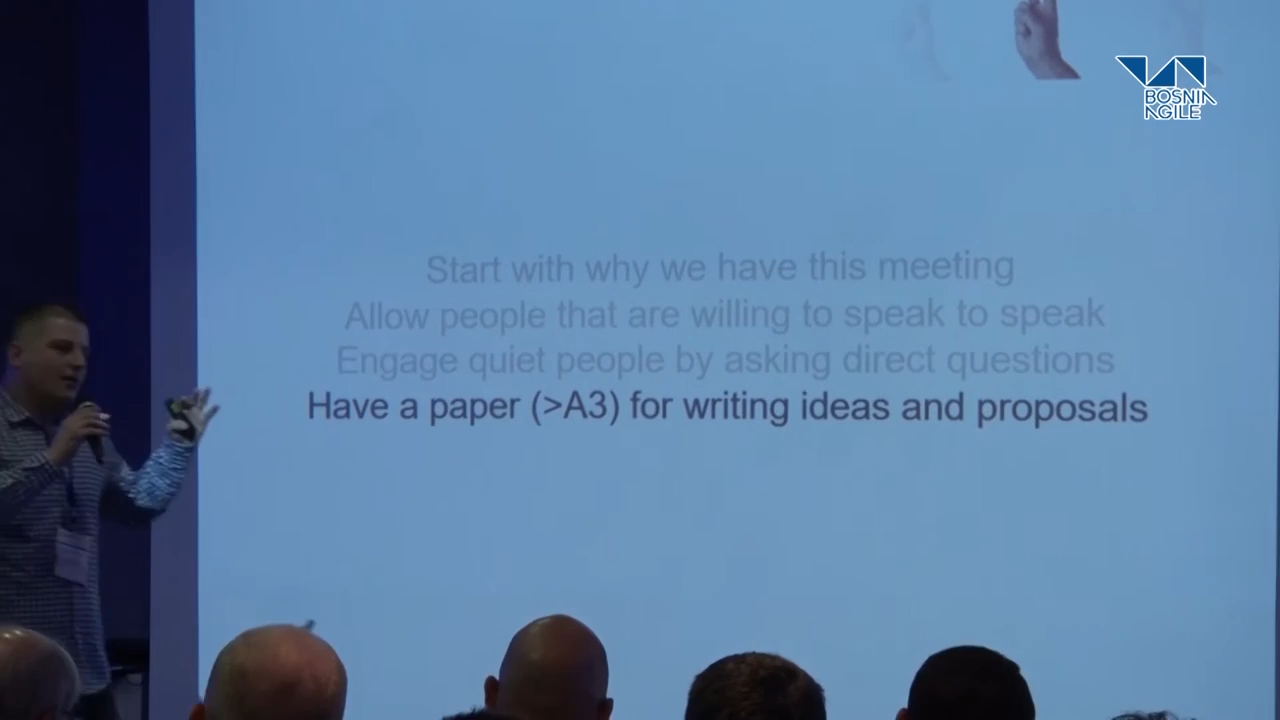 BOSNIA
AGILE
Start with why we have this meeting
Allow people that are willing to speak to speak
Engage quiet people by asking direct questions
Have a paper (>A3) for writing ideas and proposals